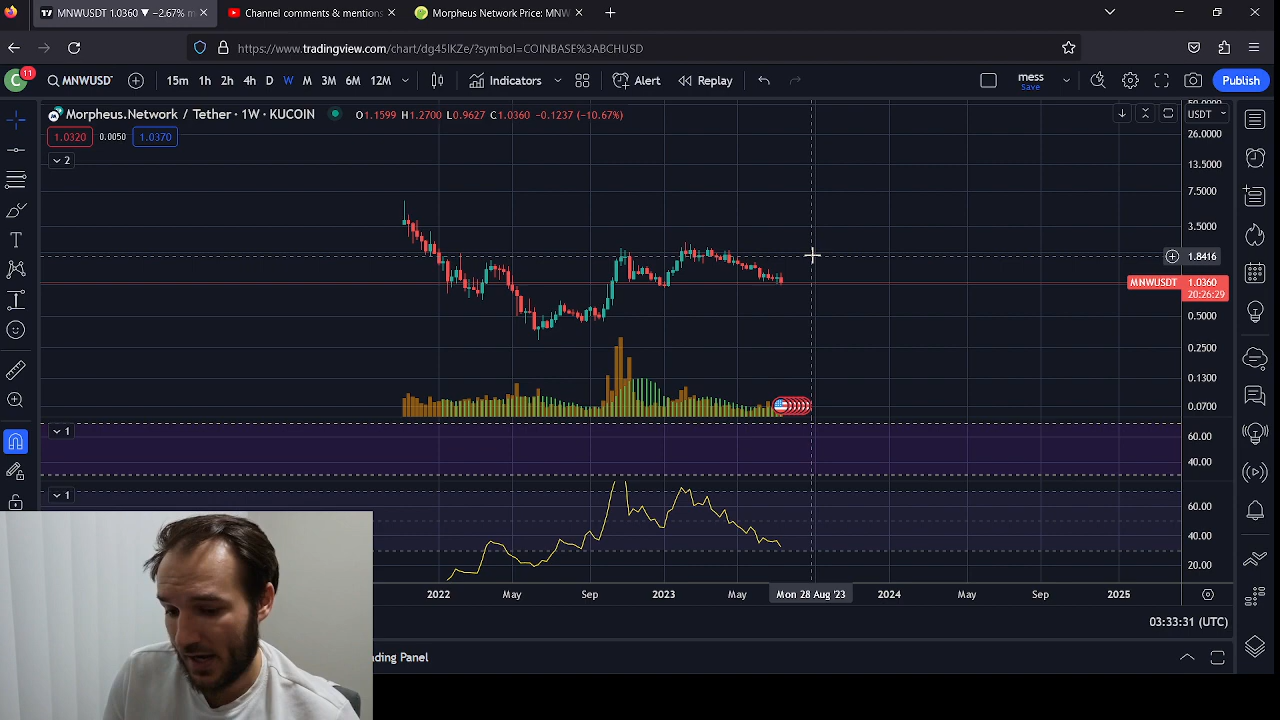 MNWUSDT 1.0360 ▼ −2.67% m
Channel comments & mentions
Morpheus Network Price: MNW
https://www.tradingview.com/chart/dg45lKZe/?symbol=COINBASE%3ABCHUSD
C 11 MNWUSDT 15m 1h 2h 4h D W M 3M 6M 12M Indicators Alert Replay mess Save Publish
Morpheus.Network / Tether · 1W · KUCOIN O1.1599 H1.2700 L0.9627 C1.0360 −0.1237 (−10.67%) USDT
1.0320 0.0050 1.0370
2
50.0000
26.0000
13.5000
7.5000
3.5000
1.8416
MNWUSDT 1.0360
20:26:29
0.5000
0.2500
0.1300
0.0700
1
60.00
40.00
1
60.00
40.00
20.00
2022 May Sep 2023 May Mon 28 Aug '23 2024 May Sep 2025
03:33:31 (UTC)
ding Panel